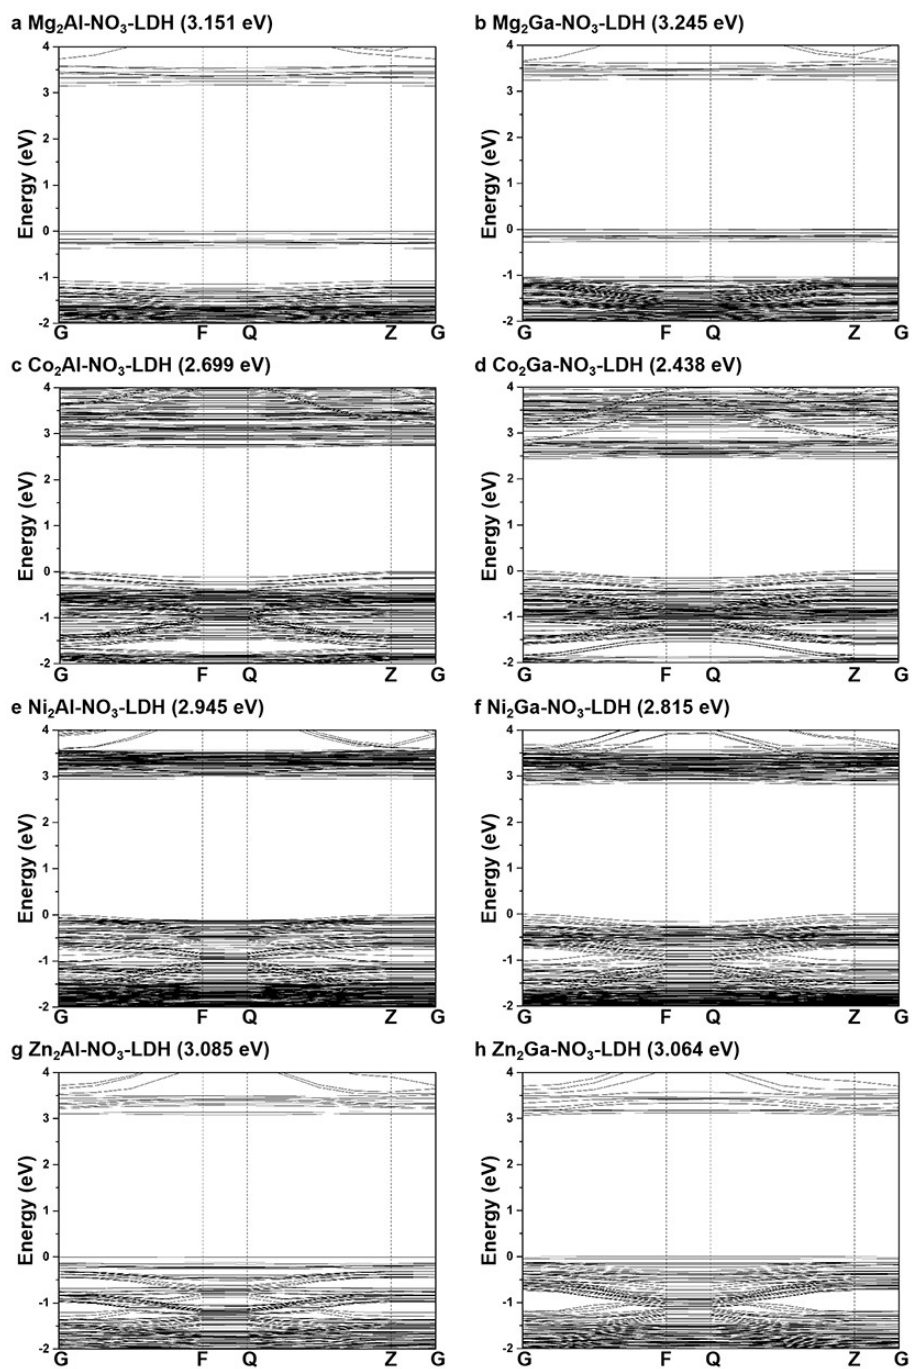 a Mg₂Al-NO₃-LDH (3.151 eV)
4
3
2
1
0
-1
-2
Energy (eV)
G F Q Z G
b Mg₂Ga-NO₃-LDH (3.245 eV)
4
3
2
1
0
-1
-2
Energy (eV)
G F Q Z G
c Co₂Al-NO₃-LDH (2.699 eV)
4
3
2
1
0
-1
-2
Energy (eV)
G F Q Z G
d Co₂Ga-NO₃-LDH (2.438 eV)
4
3
2
1
0
-1
-2
Energy (eV)
G F Q Z G
e Ni₂Al-NO₃-LDH (2.945 eV)
4
3
2
1
0
-1
-2
Energy (eV)
G F Q Z G
f Ni₂Ga-NO₃-LDH (2.815 eV)
4
3
2
1
0
-1
-2
Energy (eV)
G F Q Z G
g Zn₂Al-NO₃-LDH (3.085 eV)
4
3
2
1
0
-1
-2
Energy (eV)
G F Q Z G
h Zn₂Ga-NO₃-LDH (3.064 eV)
4
3
2
1
0
-1
-2
Energy (eV)
G F Q Z G